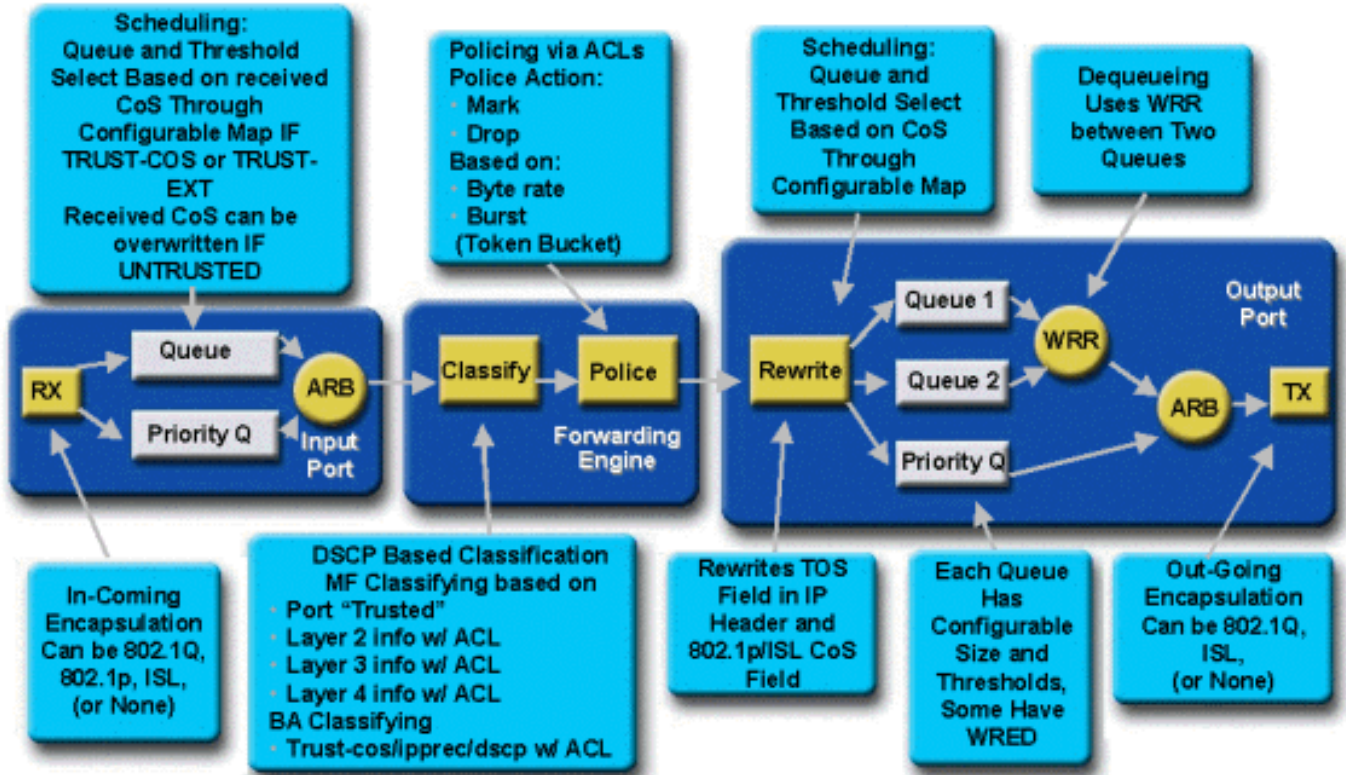 Scheduling:
Queue and Threshold
Select Based on received
CoS Through
Configurable Map IF
TRUST-COS or TRUST-
EXT
Received CoS can be
overwritten IF
UNTRUSTED
Policing via ACLs
Police Action:
· Mark
· Drop
Based on:
· Byte rate
· Burst
(Token Bucket)
Scheduling:
Queue and
Threshold Select
Based on CoS
Through
Configurable Map
Dequeueing
Uses WRR
between Two
Queues
RX
Queue
Priority Q
ARB
Input
Port
Classify
Police
Forwarding
Engine
Rewrite
Queue 1
Queue 2
Priority Q
WRR
ARB
TX
Output
Port
In-Coming
Encapsulation
Can be 802.1Q,
802.1p, ISL,
(or None)
DSCP Based Classification
MF Classifying based on
· Port “Trusted”
· Layer 2 info w/ ACL
· Layer 3 info w/ ACL
· Layer 4 info w/ ACL
BA Classifying
· Trust-cos/ipprec/dscp w/ ACL
Rewrites TOS
Field in IP
Header and
802.1p/ISL CoS
Field
Each Queue
Has
Configurable
Size and
Thresholds,
Some Have
WRED
Out-Going
Encapsulation
Can be 802.1Q,
ISL,
(or None)